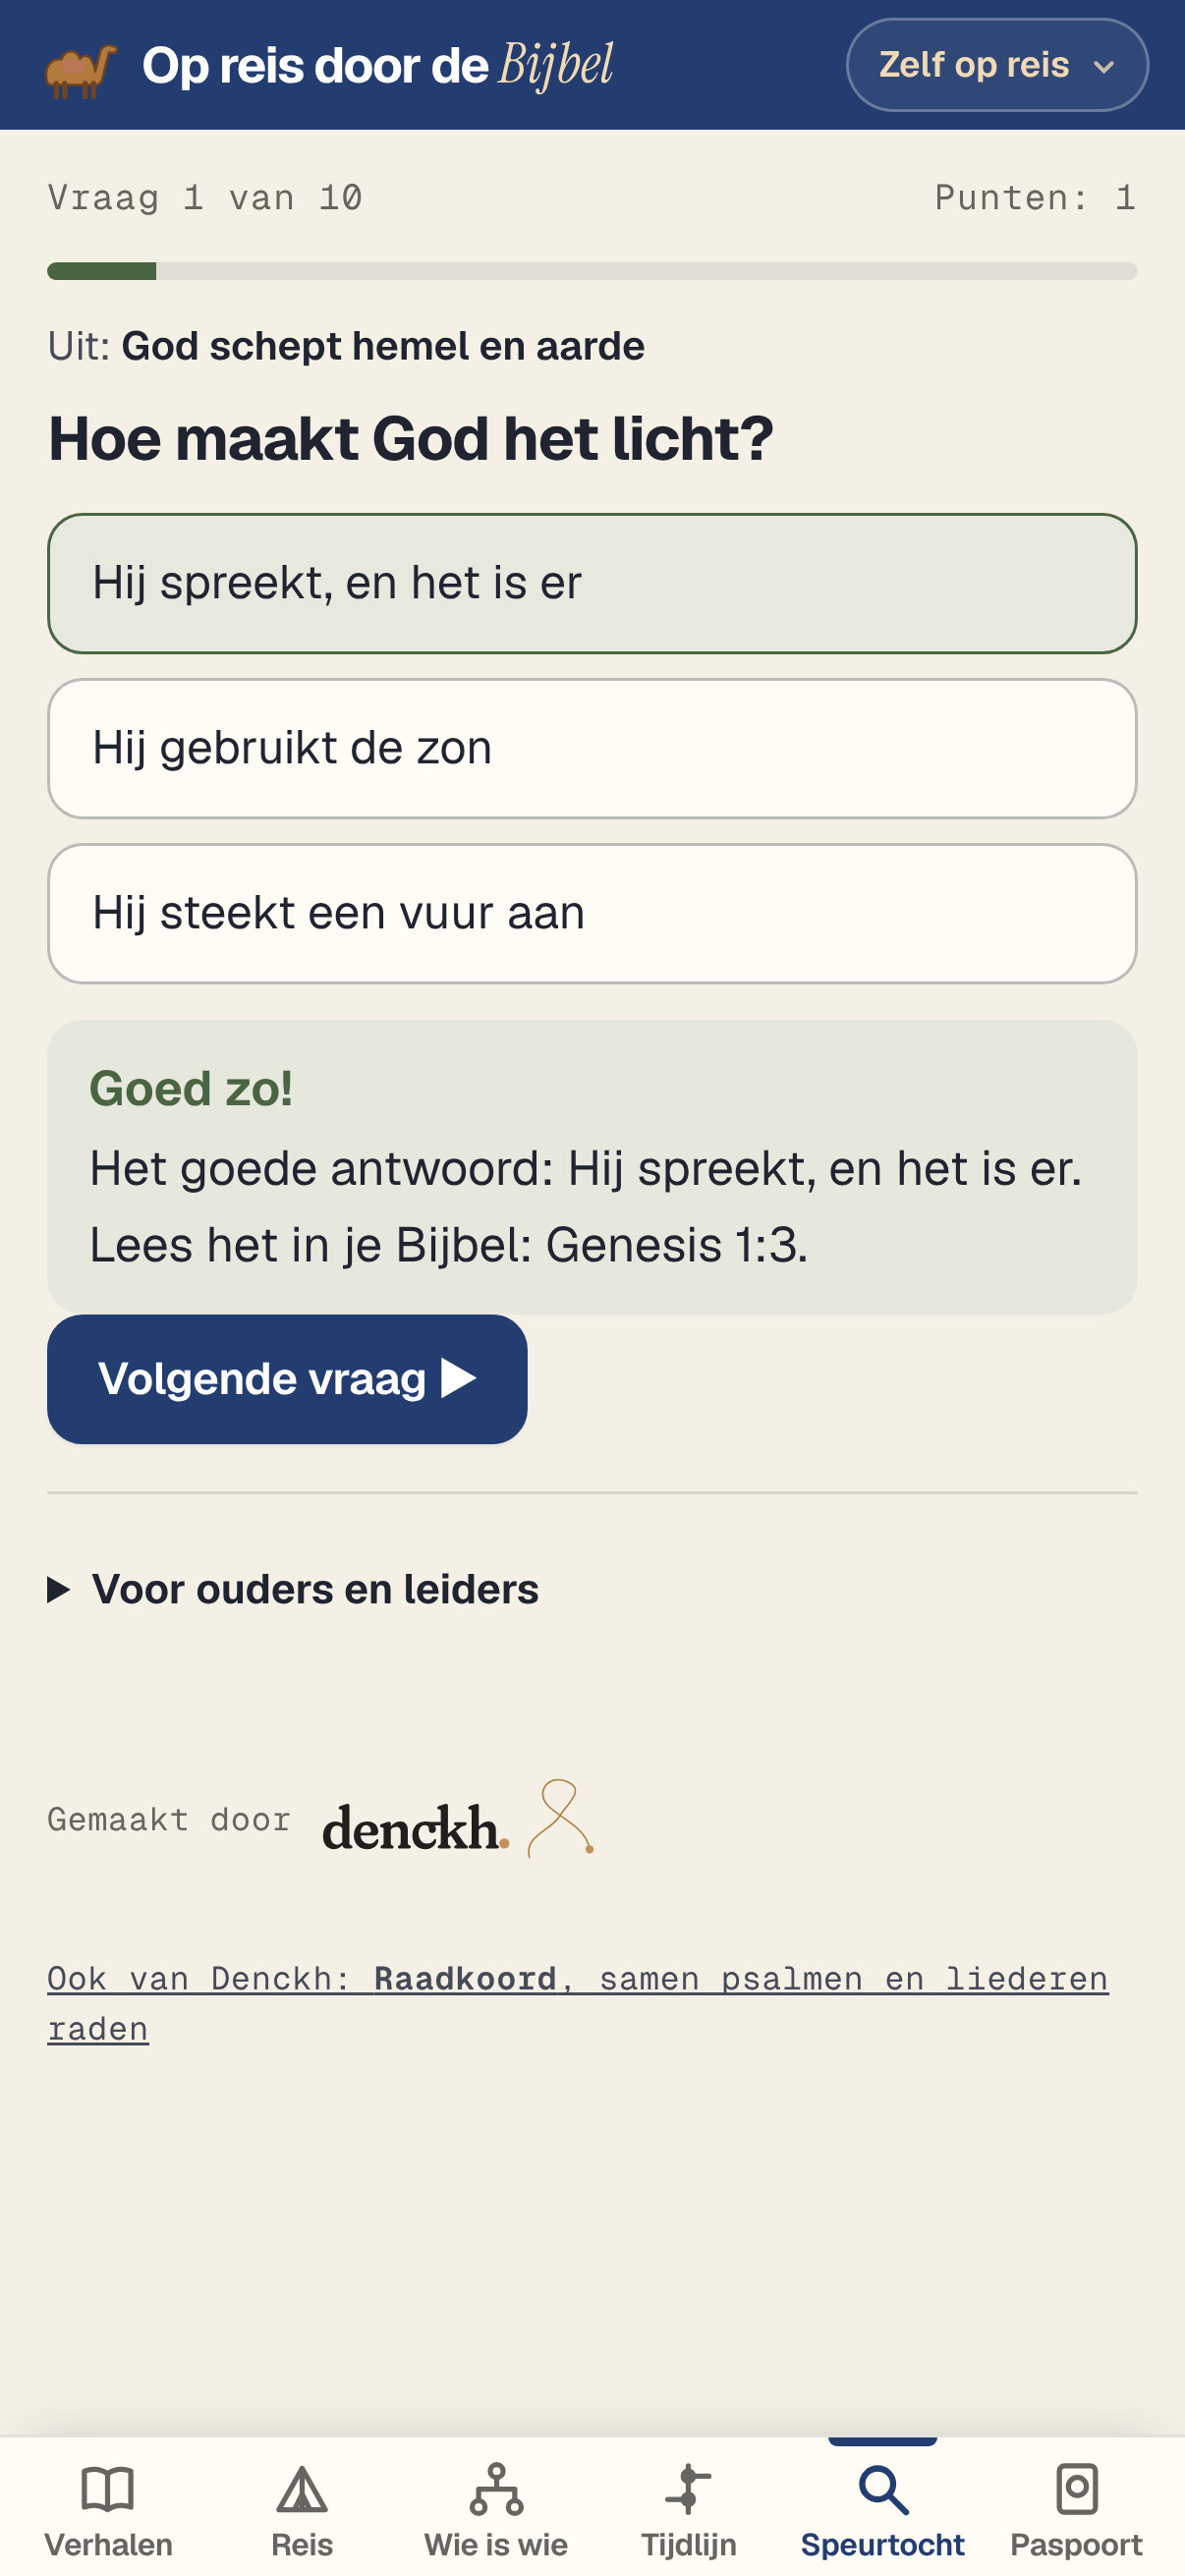 Op reis door de Bijbel
Zelf op reis
Vraag 1 van 10
Punten: 1
Uit: God schept hemel en aarde
Hoe maakt God het licht?
Hij spreekt, en het is er
Hij gebruikt de zon
Hij steekt een vuur aan
Goed zo!
Het goede antwoord: Hij spreekt, en het is er.
Lees het in je Bijbel: Genesis 1:3.
Volgende vraag ▶
▶ Voor ouders en leiders
Gemaakt door denckh.
Ook van Denckh: Raadkoord, samen psalmen en liederen
raden
Verhalen
Reis
Wie is wie
Tijdlijn
Speurtocht
Paspoort